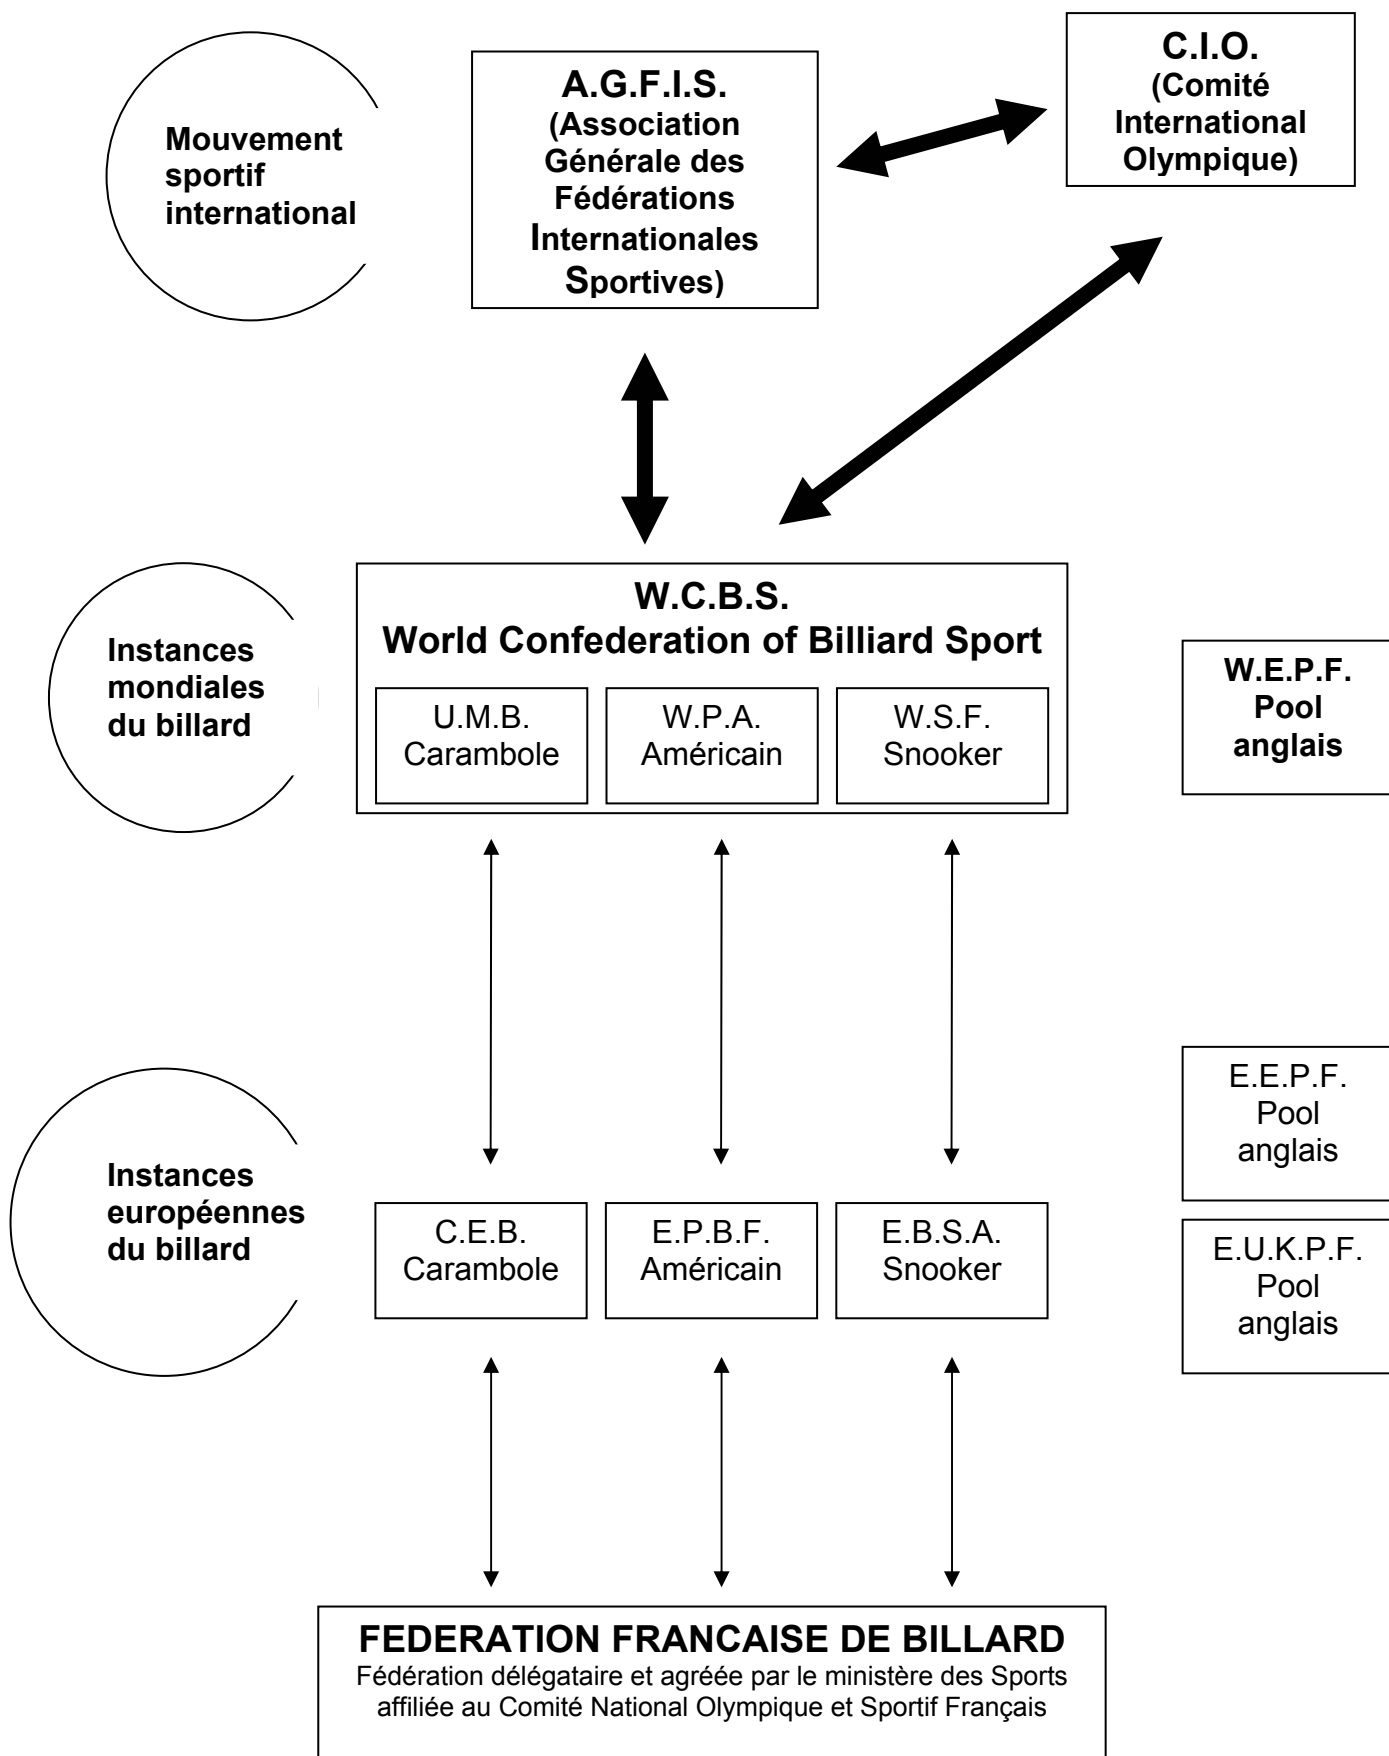 Mouvement
sportif
international
A.G.F.I.S.
(Association
Générale des
Fédérations
Internationales
Sportives)
C.I.O.
(Comité
International
Olympique)
Instances
mondiales
du billard
W.C.B.S.
World Confederation of Billiard Sport
U.M.B.
Carambole
W.P.A.
Américain
W.S.F.
Snooker
W.E.P.F.
Pool
anglais
Instances
européennes
du billard
C.E.B.
Carambole
E.P.B.F.
Américain
E.B.S.A.
Snooker
E.E.P.F.
Pool
anglais
E.U.K.P.F.
Pool
anglais
FEDERATION FRANCAISE DE BILLARD
Fédération délégataire et agréée par le ministère des Sports
affiliée au Comité National Olympique et Sportif Français